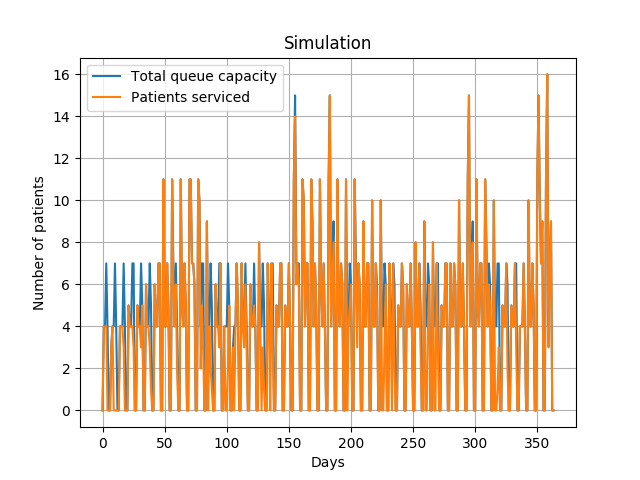 Simulation
Total queue capacity
Patients serviced
Number of patients
16
14
12
10
8
6
4
2
0
0 50 100 150 200 250 300 350
Days